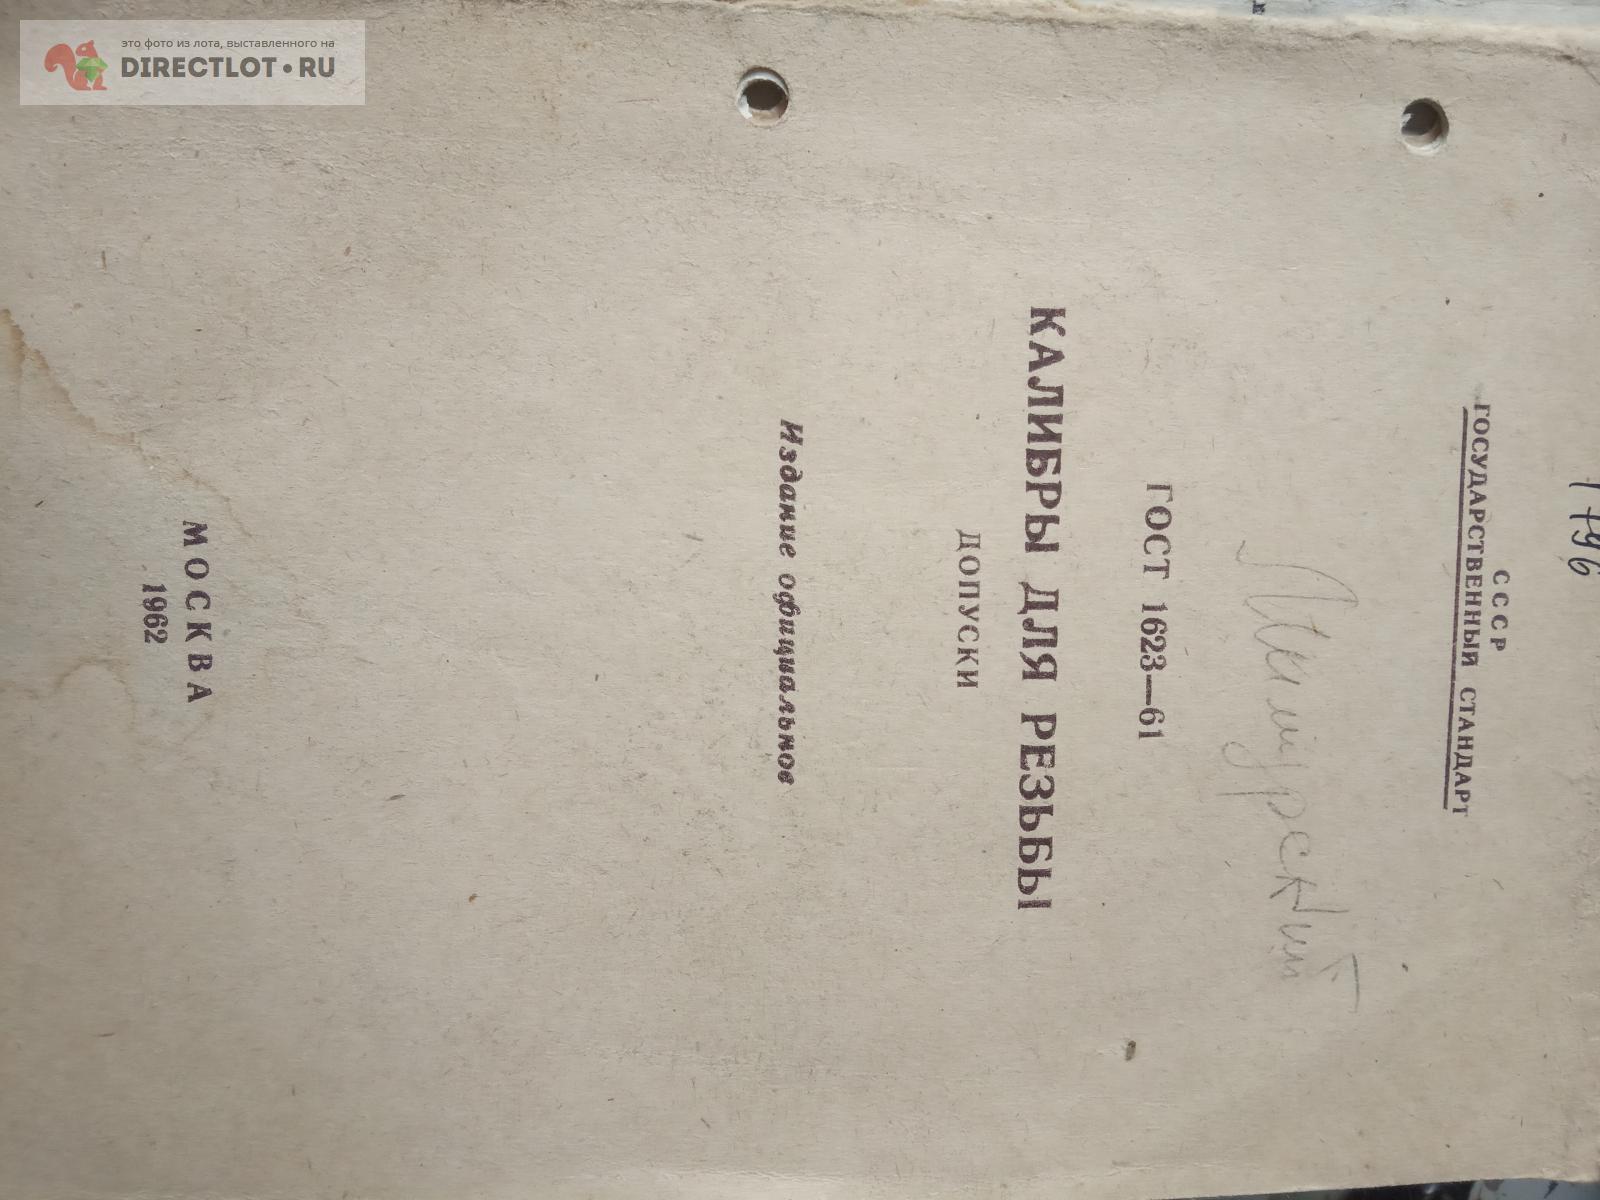 это фото из лота, выставленного на
DIRECTLOT•RU
СССР
ГОСУДАРСТВЕННЫЙ СТАНДАРТ
ГОСТ 1623—61
КАЛИБРЫ ДЛЯ РЕЗЬБЫ
ДОПУСКИ
Издание официальное
МОСКВА
1962